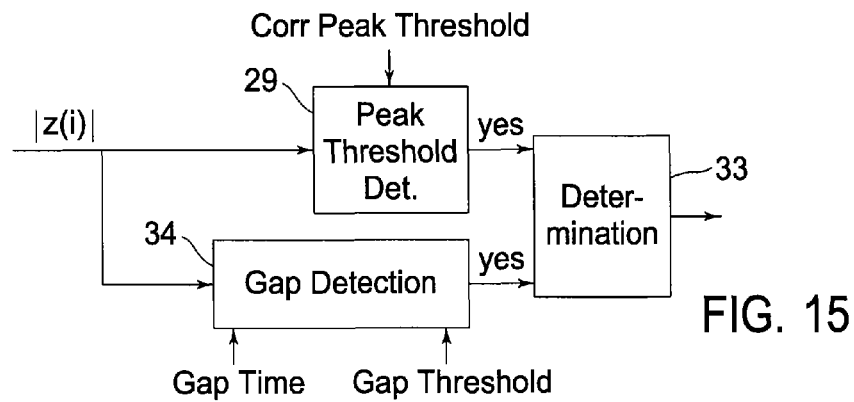 Corr Peak Threshold
29
|z(i)|
Peak
Threshold
Det.
yes
33
Deter-
mination
34
Gap Detection
yes
FIG. 15
Gap Time
Gap Threshold